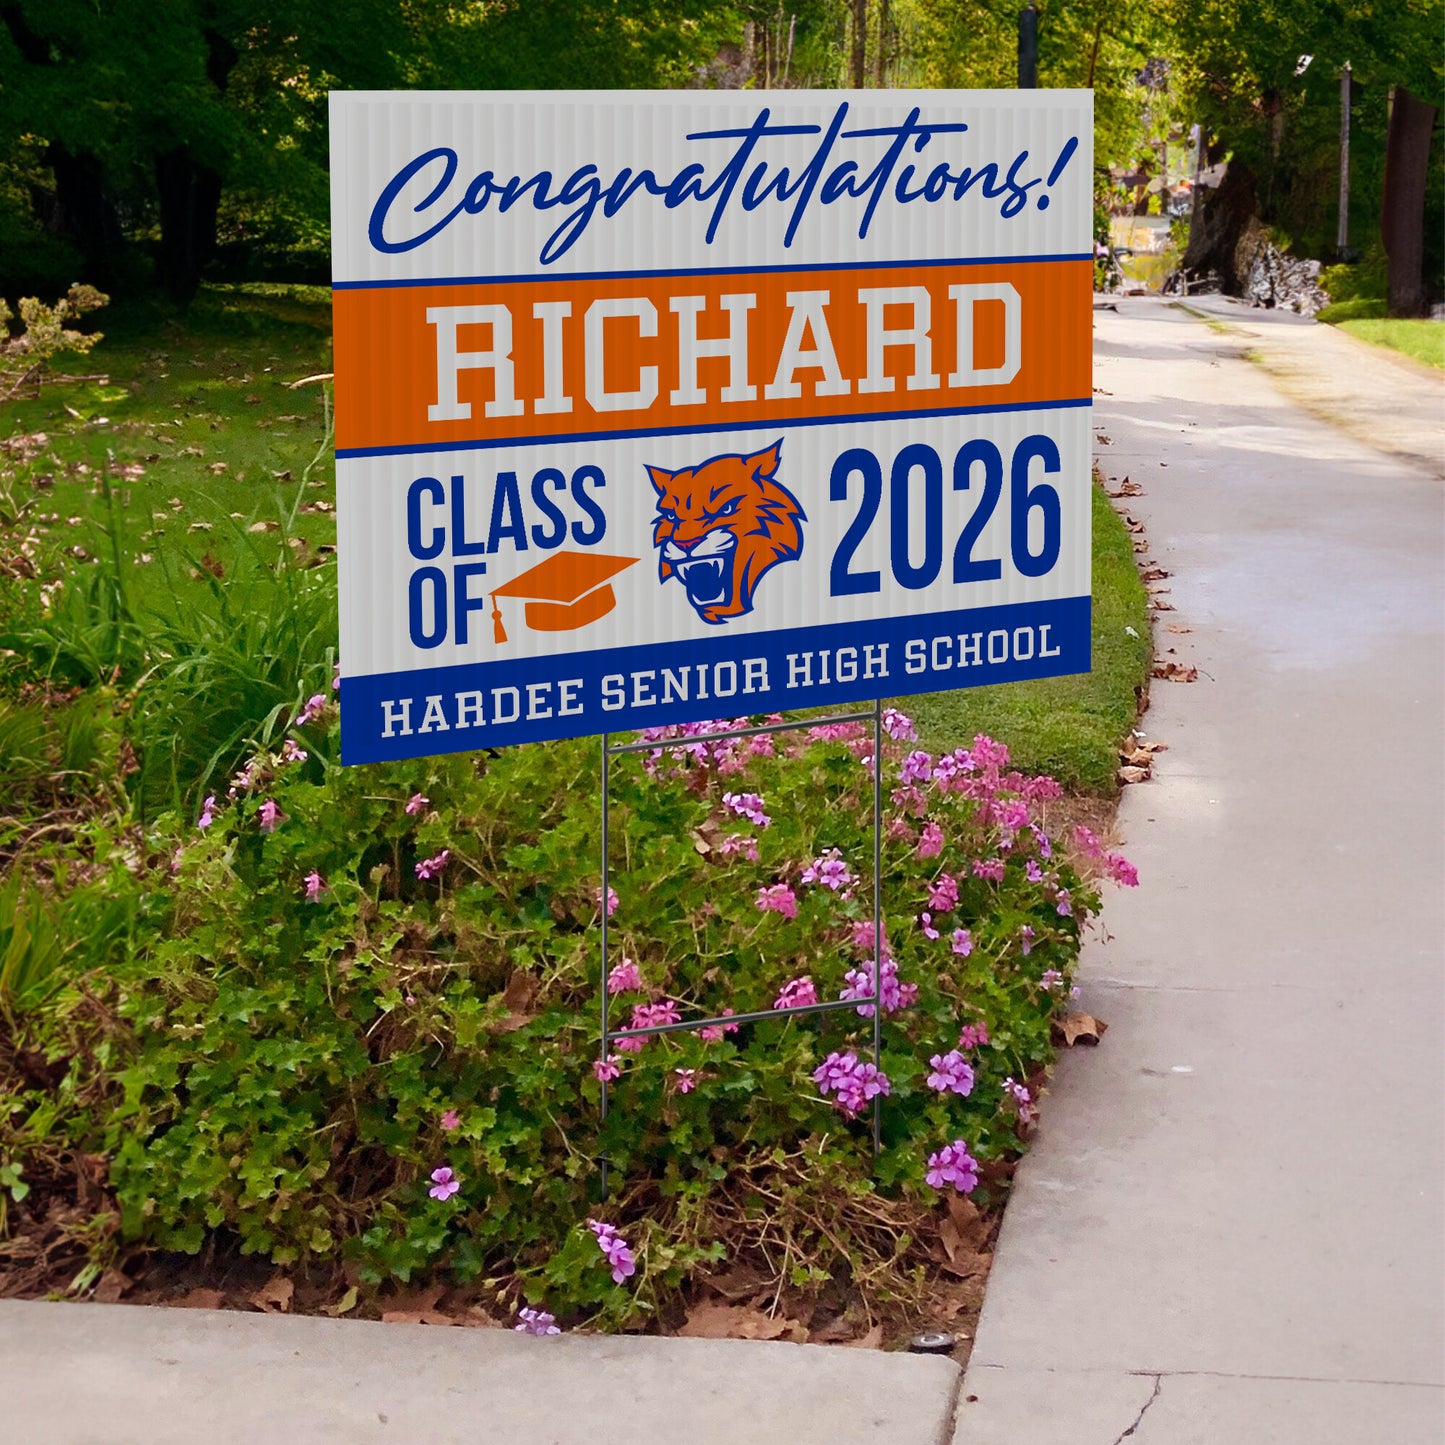 Congratulations!
RICHARD
CLASS
OF
2026
HARDEE SENIOR HIGH SCHOOL